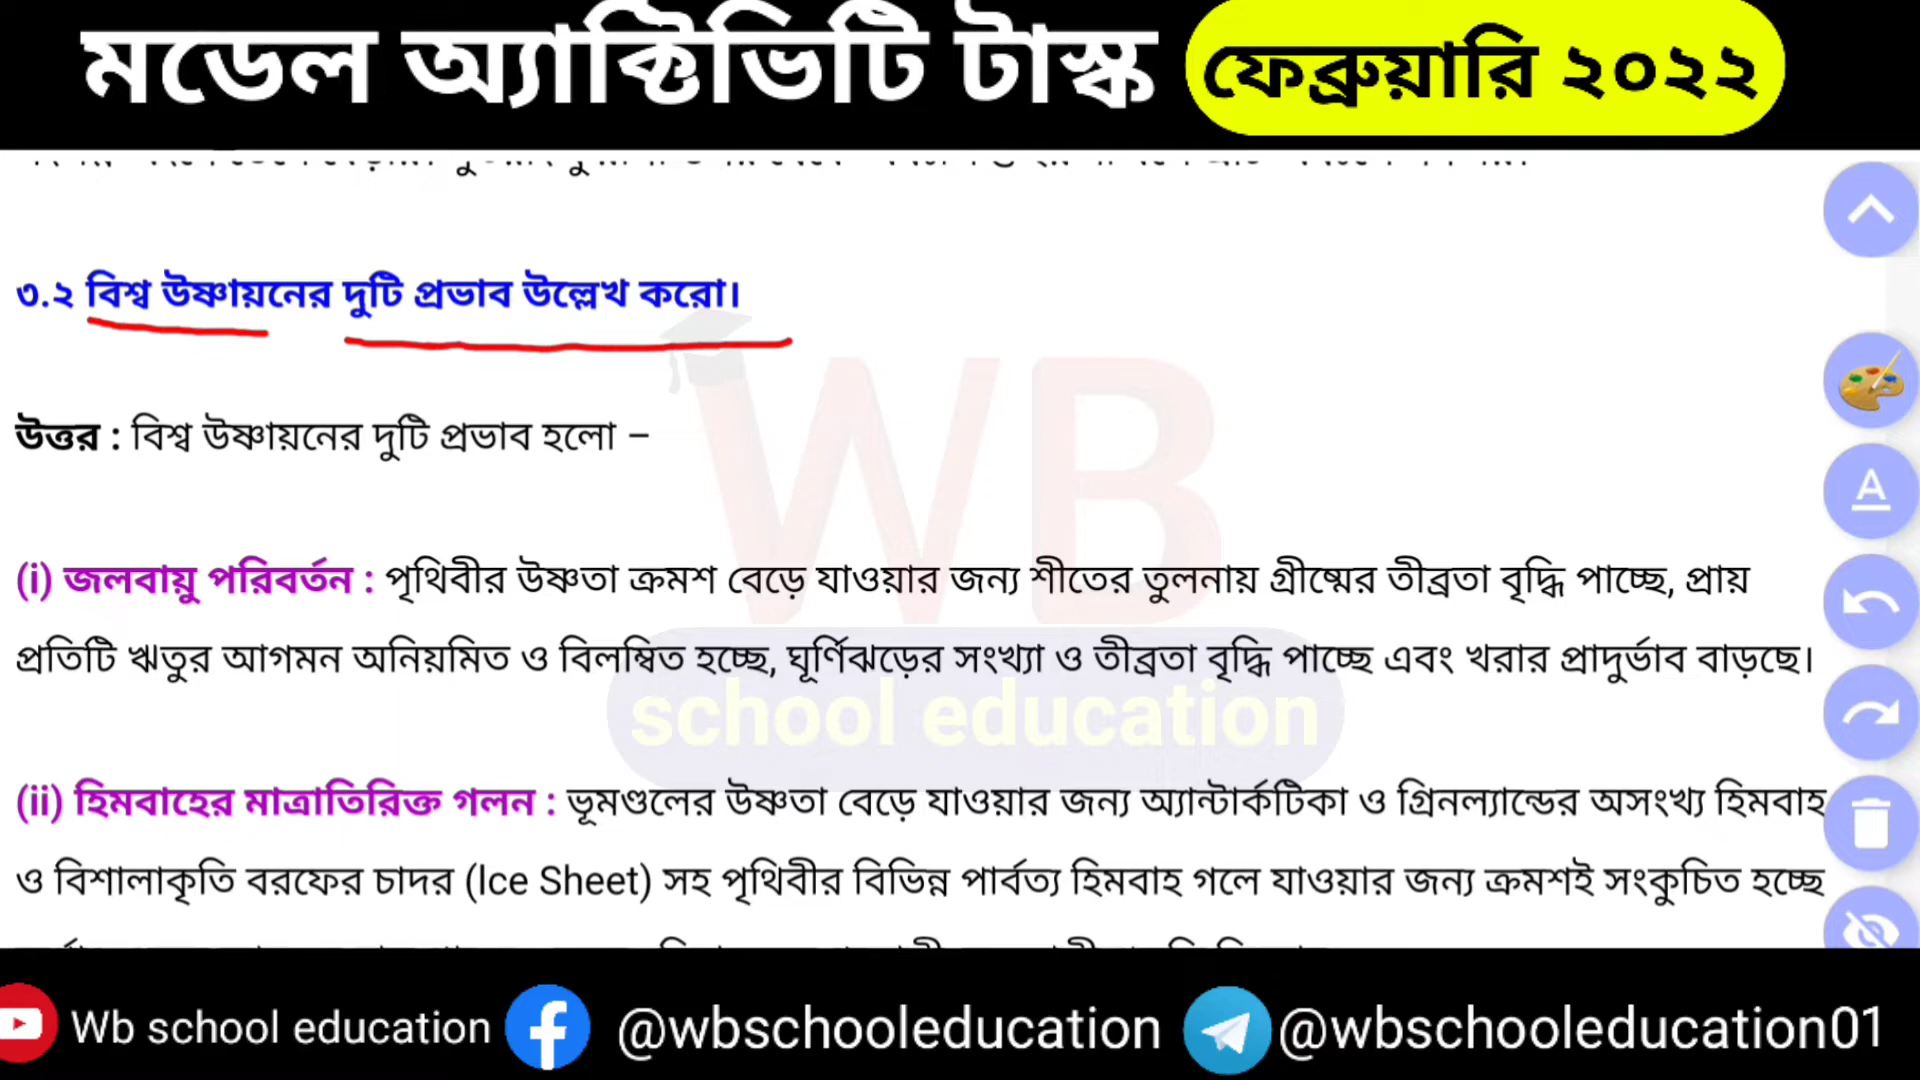 মডেল অ্যাক্টিভিটি টাস্ক ফেব্রুয়ারি ২০২২
৩.২ বিশ্ব উষ্ণায়নের দুটি প্রভাব উল্লেখ করো।
উত্তর : বিশ্ব উষ্ণায়নের দুটি প্রভাব হলো –
(i) জলবায়ু পরিবর্তন : পৃথিবীর উষ্ণতা ক্রমশ বেড়ে যাওয়ার জন্য শীতের তুলনায় গ্রীষ্মের তীব্রতা বৃদ্ধি পাচ্ছে, প্রায়
প্রতিটি ঋতুর আগমন অনিয়মিত ও বিলম্বিত হচ্ছে, ঘূর্ণিঝড়ের সংখ্যা ও তীব্রতা বৃদ্ধি পাচ্ছে এবং খরার প্রাদুর্ভাব বাড়ছে।
WB
school education
(ii) হিমবাহের মাত্রাতিরিক্ত গলন : ভূমণ্ডলের উষ্ণতা বেড়ে যাওয়ার জন্য অ্যান্টার্কটিকা ও গ্রিনল্যান্ডের অসংখ্য হিমবাহ
ও বিশালাকৃতি বরফের চাদর (Ice Sheet) সহ পৃথিবীর বিভিন্ন পার্বত্য হিমবাহ গলে যাওয়ার জন্য ক্রমশই সংকুচিত হচ্ছে
A
Wb school education @wbschooleducation @wbschooleducation01